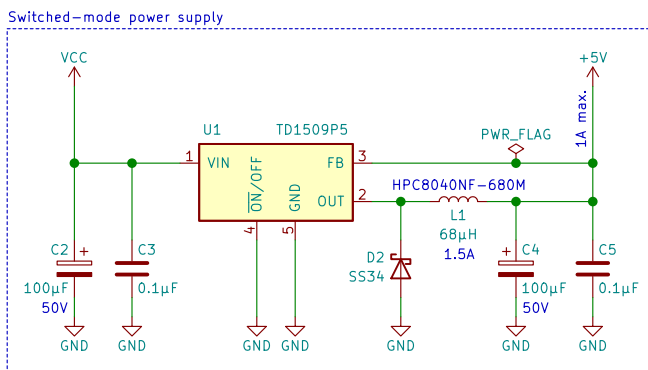 Switched-mode power supply
VCC
+5V
1A max.
U1
TD1509P5
PWR_FLAG
1
VIN
FB
3
HPC8040NF-680M
ON/OFF
GND
OUT
2
L1
68µH
1.5A
4
5
C2
+
100µF
50V
C3
0.1µF
D2
SS34
+
C4
100µF
50V
C5
0.1µF
GND
GND
GND
GND
GND
GND
GND